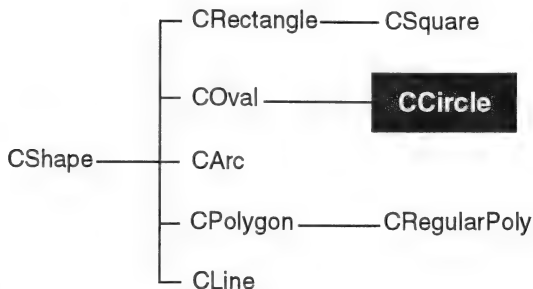 CRectangle CSquare
COval CCircle
CShape CArc
CPolygon CRegularPoly
CLine